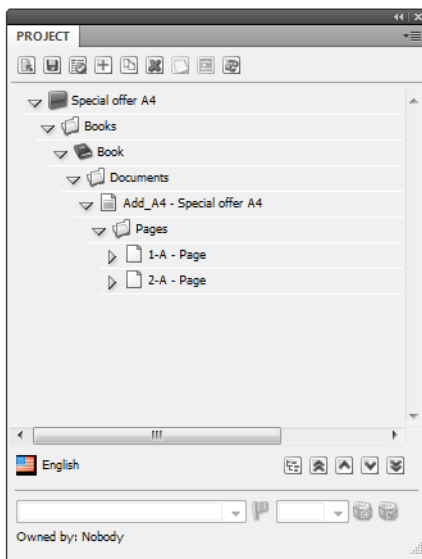 PROJECT
Special offer A4
Books
Book
Documents
Add_A4 - Special offer A4
Pages
1-A - Page
2-A - Page
English
Owned by: Nobody